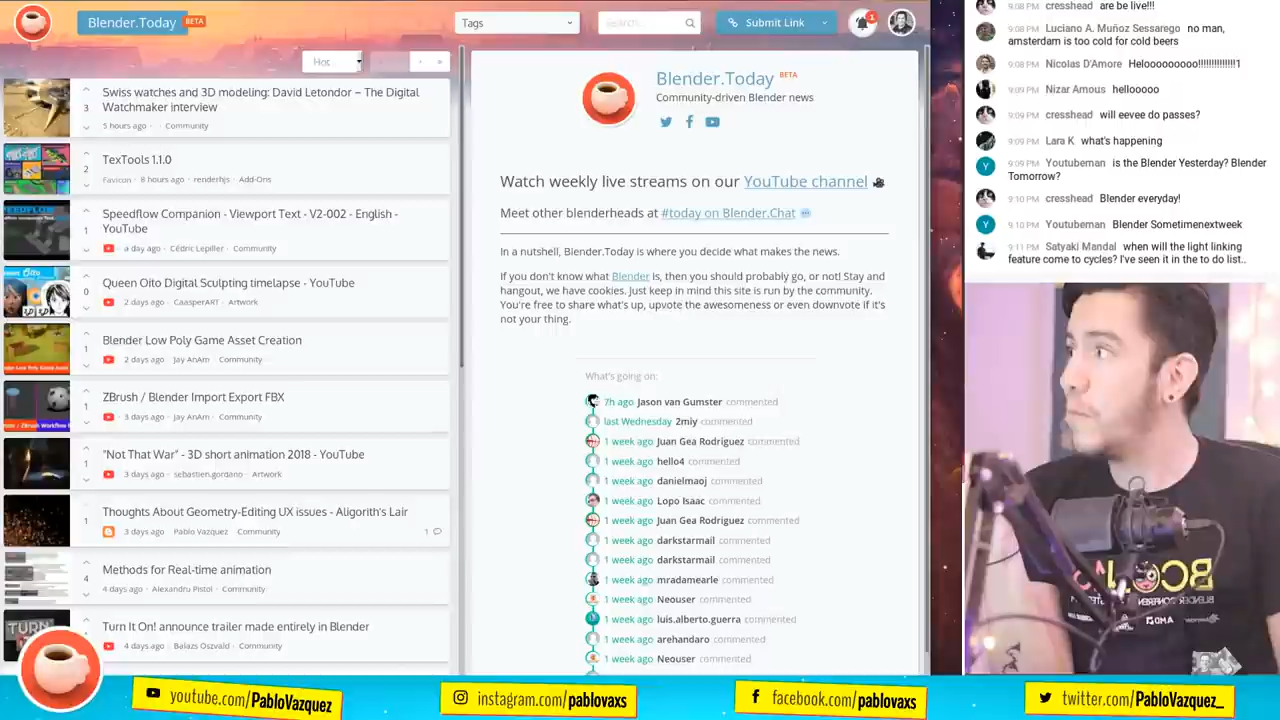 Blender.Today BETA
Tags
Search...
Submit Link
1
Hot
Swiss watches and 3D modeling: David Letondor – The Digital
Watchmaker interview
3
5 hours ago · Community
TexTools 1.1.0
2
Favicon · 8 hours ago · renderhjs · Add-Ons
Speedflow Companion - Viewport Text - V2-002 - English -
YouTube
1
a day ago · Cédric Lepiller · Community
Queen Oito Digital Sculpting timelapse - YouTube
0
2 days ago · CaasperART · Artwork
Blender Low Poly Game Asset Creation
1
2 days ago · Jay AnAm · Community
ZBrush / Blender Import Export FBX
1
3 days ago · Jay AnAm · Community
"Not That War" - 3D short animation 2018 - YouTube
1
3 days ago · sebastien.gordano · Artwork
Thoughts About Geometry-Editing UX issues - Aligorith's Lair
1
3 days ago · Pablo Vazquez · Community
1
Methods for Real-time animation
4
4 days ago · Alexandru Pistol · Community
Turn It On! announce trailer made entirely in Blender
4 days ago · Balazs Oszvald · Community
Blender.Today BETA
Community-driven Blender news
Watch weekly live streams on our YouTube channel
Meet other blenderheads at #today on Blender.Chat
In a nutshell, Blender.Today is where you decide what makes the news.
If you don't know what Blender is, then you should probably go, or not! Stay and
hangout, we have cookies. Just keep in mind this site is run by the community.
You're free to share what's up, upvote the awesomeness or even downvote if it's
not your thing.
What's going on:
7h ago Jason van Gumster commented
last Wednesday 2miy commented
1 week ago Juan Gea Rodriguez commented
1 week ago hello4 commented
1 week ago danielmaoj commented
1 week ago Lopo Isaac commented
1 week ago Juan Gea Rodriguez commented
1 week ago darkstarmail commented
1 week ago darkstarmail commented
1 week ago mradamearle commented
1 week ago Neouser commented
1 week ago luis.alberto.guerra commented
1 week ago arehandaro commented
1 week ago Neouser commented
9:08 PM cresshead are be live!!!
9:08 PM Luciano A. Muñoz Sessarego no man,
amsterdam is too cold for cold beers
9:08 PM Nicolas D'Amore Helooooooooo!!!!!!!!!!!!!1
9:09 PM Nizar Amous hellooooo
9:09 PM cresshead will eevee do passes?
9:09 PM Lara K what's happening
Y 9:09 PM Youtubeman is the Blender Yesterday? Blender
Tomorrow?
9:10 PM cresshead Blender everyday!
Y 9:10 PM Youtubeman Blender Sometimenextweek
9:11 PM Satyaki Mandal when will the light linking
feature come to cycles? I've seen it in the to do list..
youtube.com/PabloVazquez
instagram.com/pablovaxs
facebook.com/pablovaxs
twitter.com/PabloVazquez_